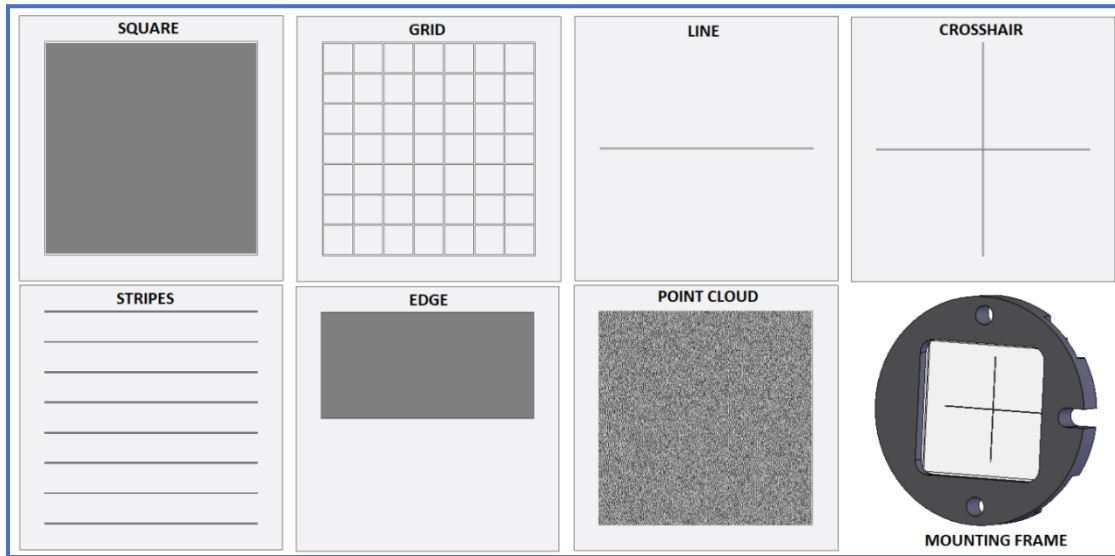 SQUARE
GRID
LINE
CROSSHAIR
STRIPES
EDGE
POINT CLOUD
MOUNTING FRAME